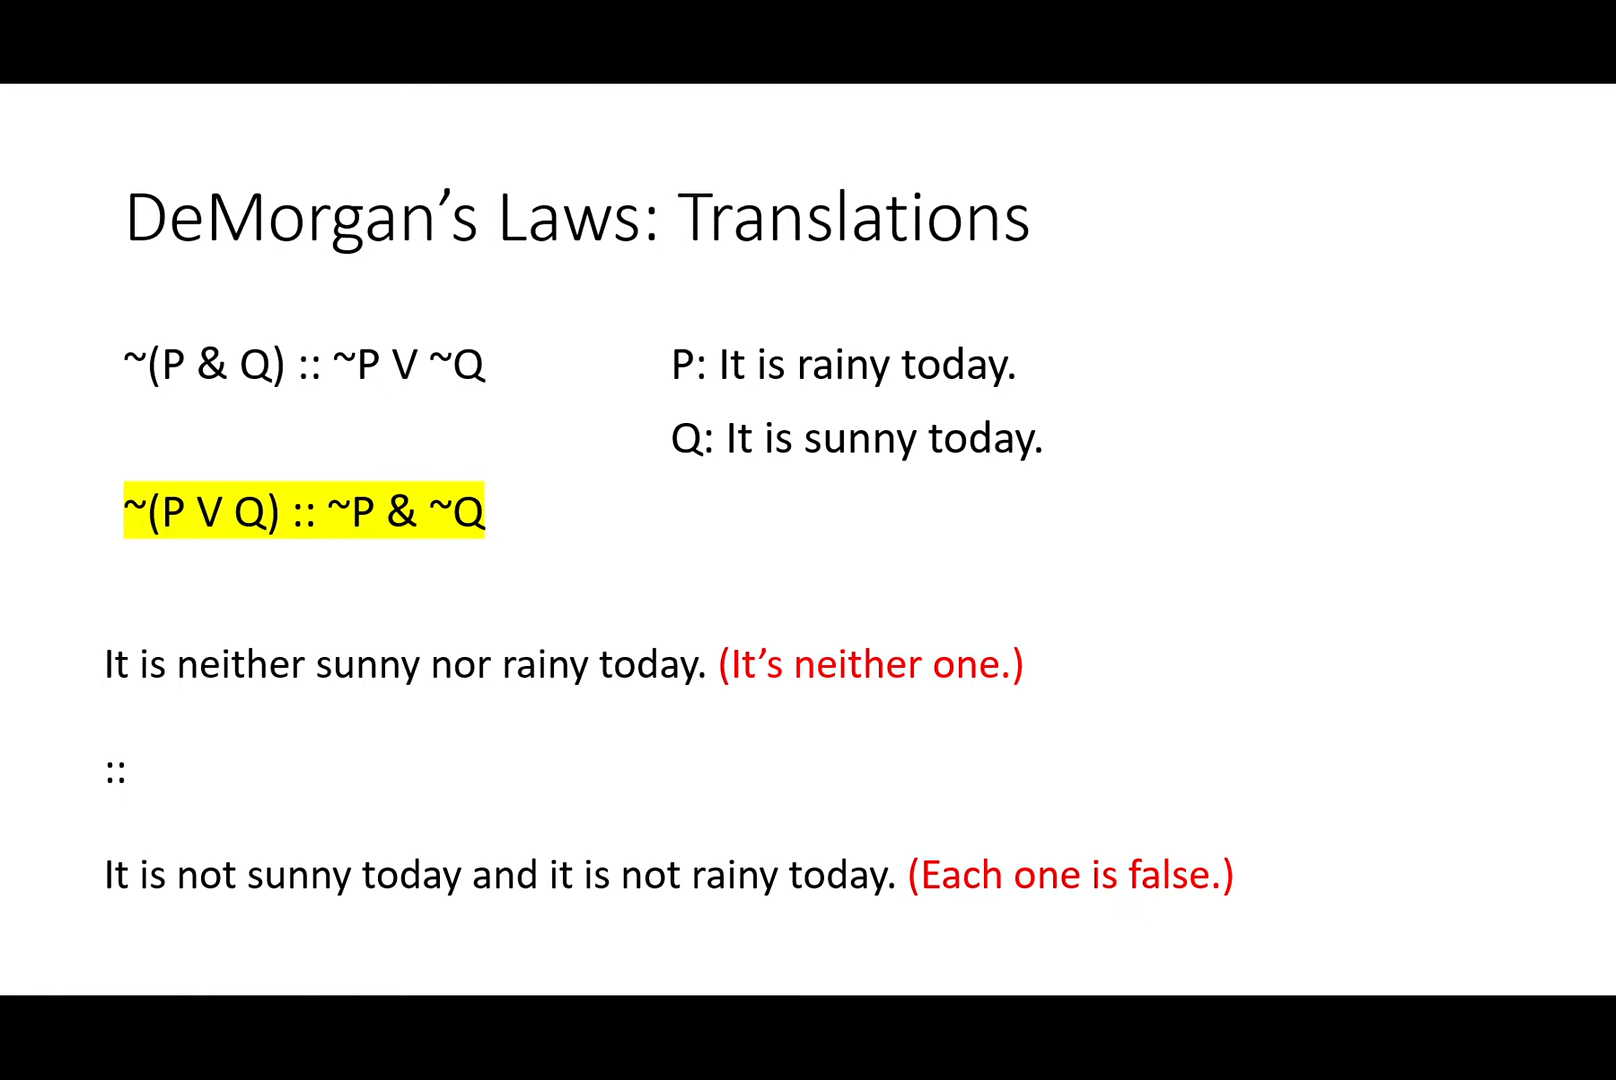 DeMorgan’s Laws: Translations
~(P & Q) :: ~P V ~Q
P: It is rainy today.
Q: It is sunny today.
~(P V Q) :: ~P & ~Q
It is neither sunny nor rainy today. (It’s neither one.)
::
It is not sunny today and it is not rainy today. (Each one is false.)